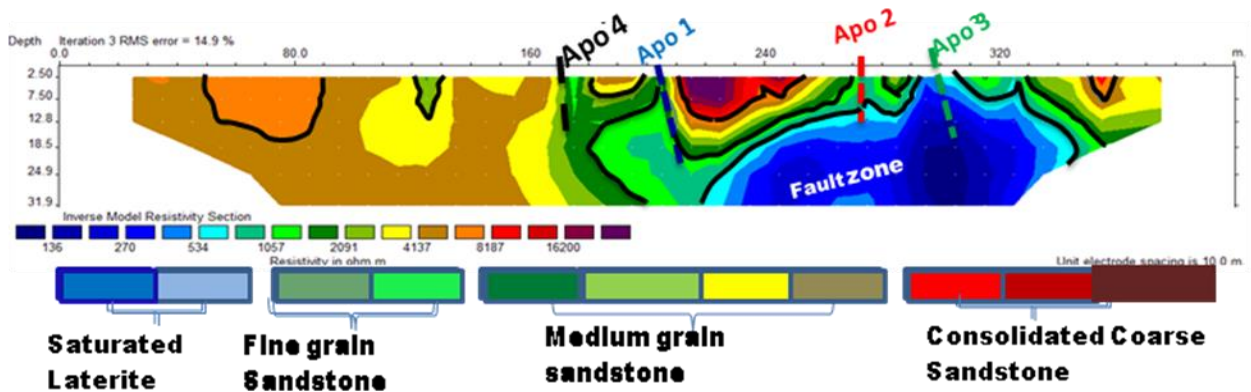 Depth Iteration 3 RMS error = 14.9 %
0.0 80.0 160 240 320 m.
Apo 4
Apo 1
Apo 2
Apo 3
2.50
7.50
12.8
18.5
24.9
31.9
Fault zone
Inverse Model Resistivity Section
136 270 534 1057 2091 4137 8187 16200
Resistivity in ohm.m
Unit electrode spacing is 10.0 m.
Saturated
Laterite
Fine grain
Sandstone
Medium grain
sandstone
Consolidated Coarse
Sandstone